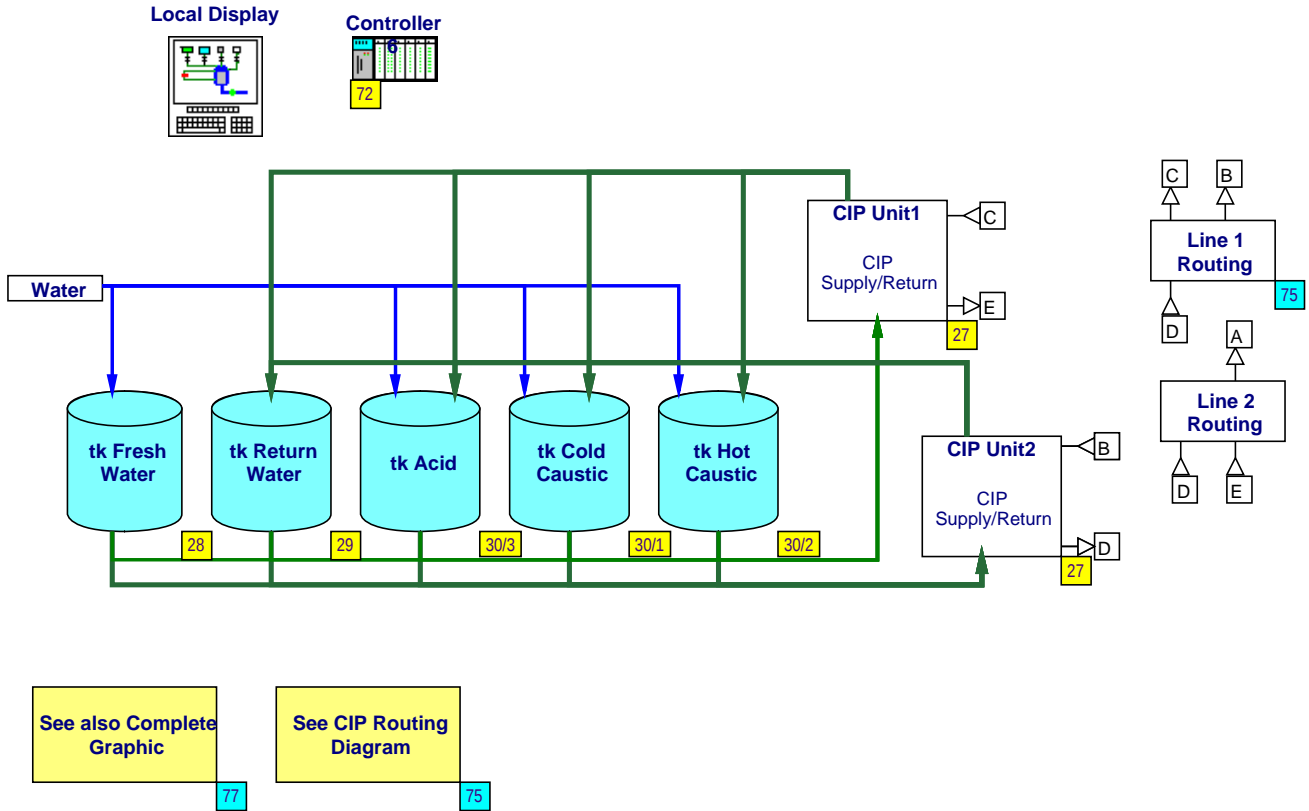 Local Display
Controller
6
72
C
B
CIP Unit1
C
Line 1
Routing
CIP
Supply/Return
Water
E
75
27
D
A
Line 2
Routing
tk Fresh
Water
tk Return
Water
tk Acid
tk Cold
Caustic
tk Hot
Caustic
CIP Unit2
B
D
E
CIP
Supply/Return
28
29
30/3
30/1
30/2
D
27
See also Complete
Graphic
See CIP Routing
Diagram
77
75